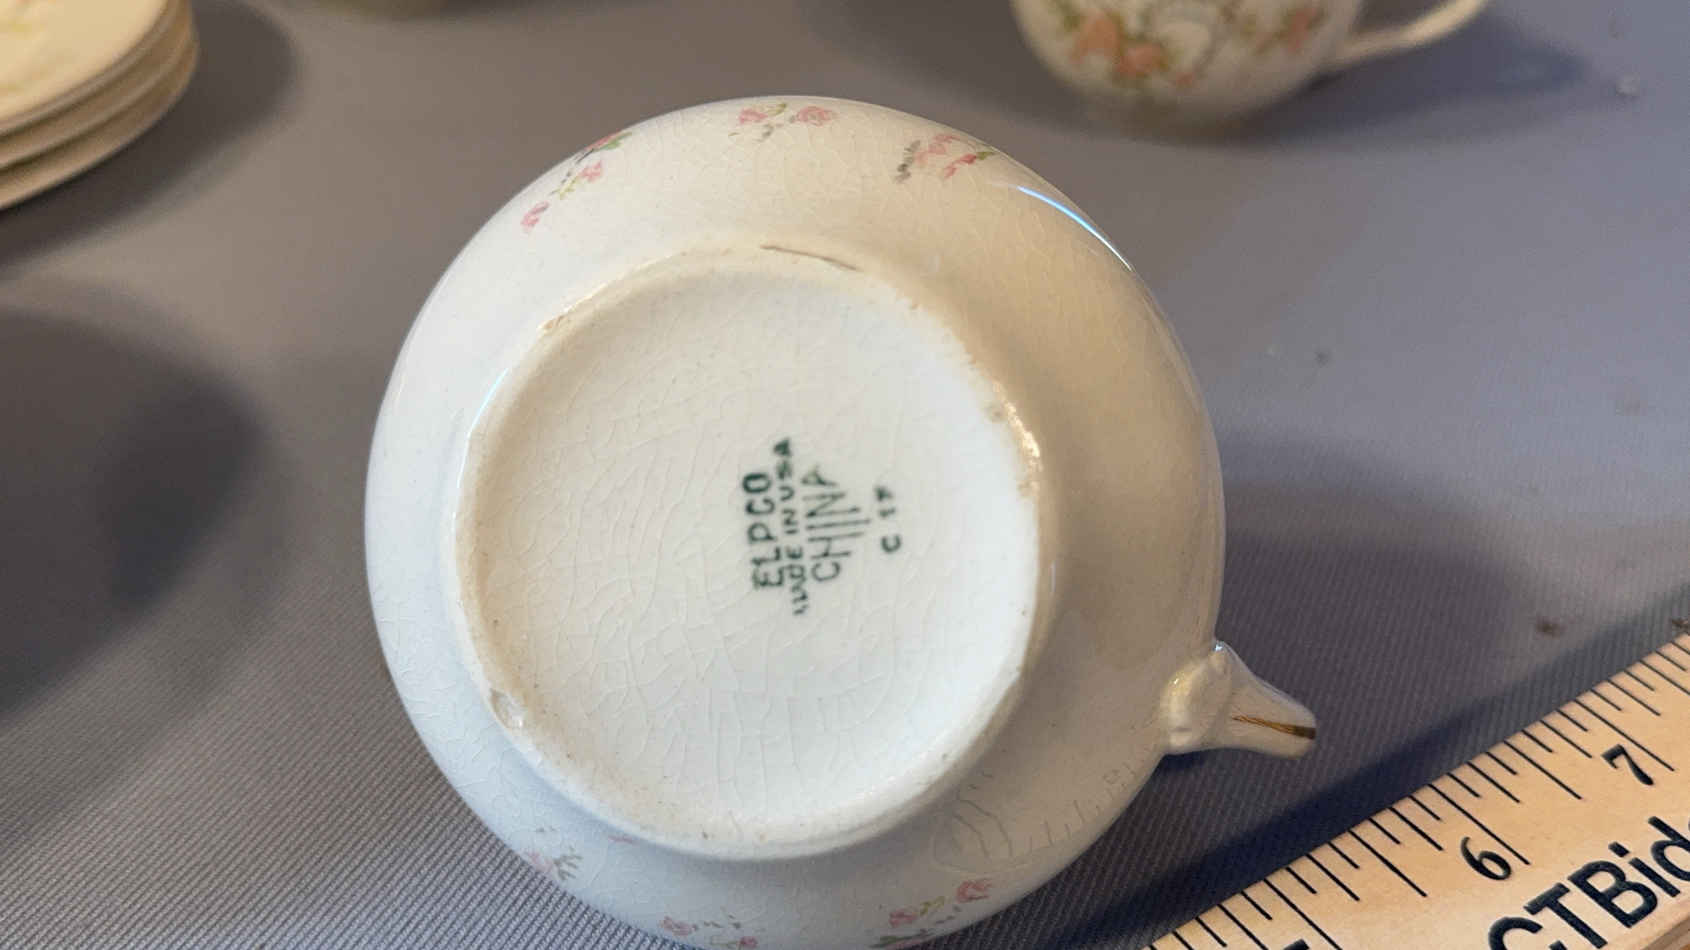 ELPCO
MADE IN USA
CHINA
C 17
6
7
CTBid